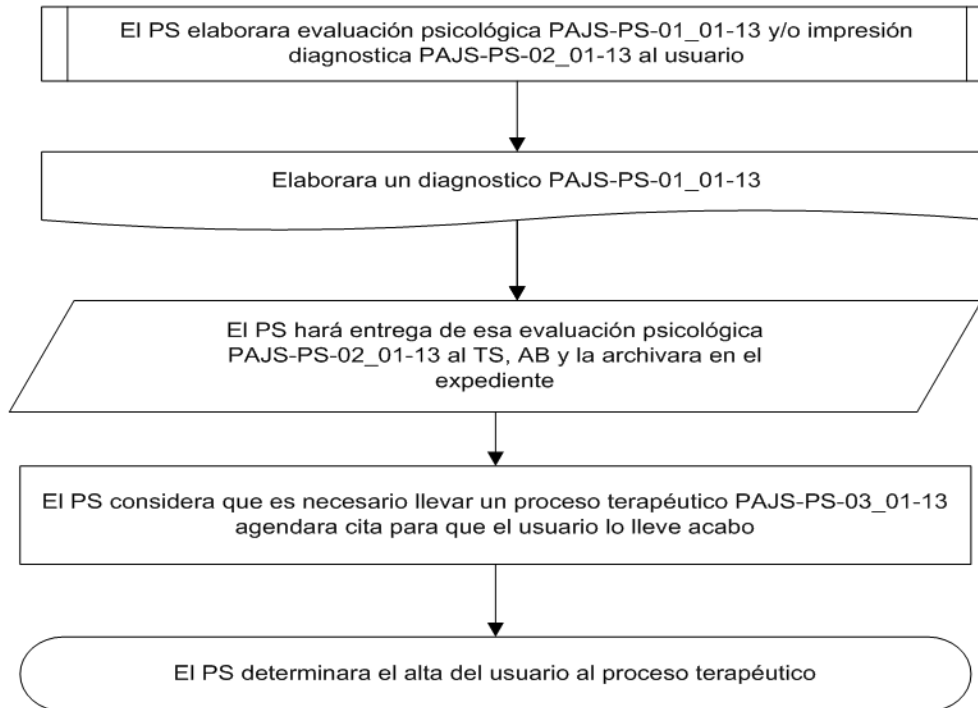 El PS elaborara evaluación psicológica PAJS-PS-01_01-13 y/o impresión
diagnostica PAJS-PS-02_01-13 al usuario
Elaborara un diagnostico PAJS-PS-01_01-13
El PS hará entrega de esa evaluación psicológica
PAJS-PS-02_01-13 al TS, AB y la archivara en el
expediente
El PS considera que es necesario llevar un proceso terapéutico PAJS-PS-03_01-13
agendara cita para que el usuario lo lleve acabo
El PS determinara el alta del usuario al proceso terapéutico